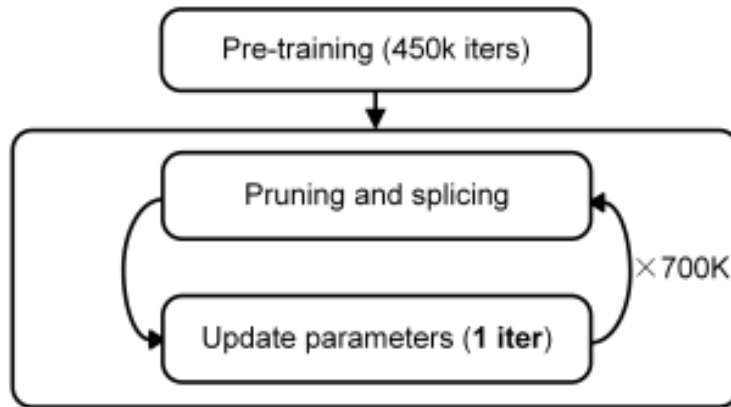 Pre-training (450k iters)
Pruning and splicing
×700K
Update parameters (1 iter)